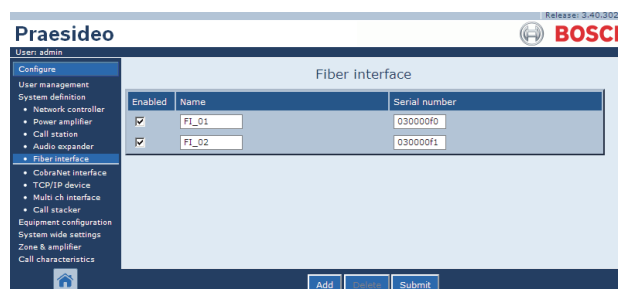 Release: 3.40.302
Praesideo
BOSCH
User: admin
Configure
User management
System definition
• Network controller
• Power amplifier
• Call station
• Audio expander
• Fiber interface
• CobraNet interface
• TCP/IP device
• Multi ch interface
• Call stacker
Equipment configuration
System wide settings
Zone & amplifier
Call characteristics
Fiber interface
Enabled Name Serial number
FI_01 030000f0
FI_02 030000f1
Add Delete Submit